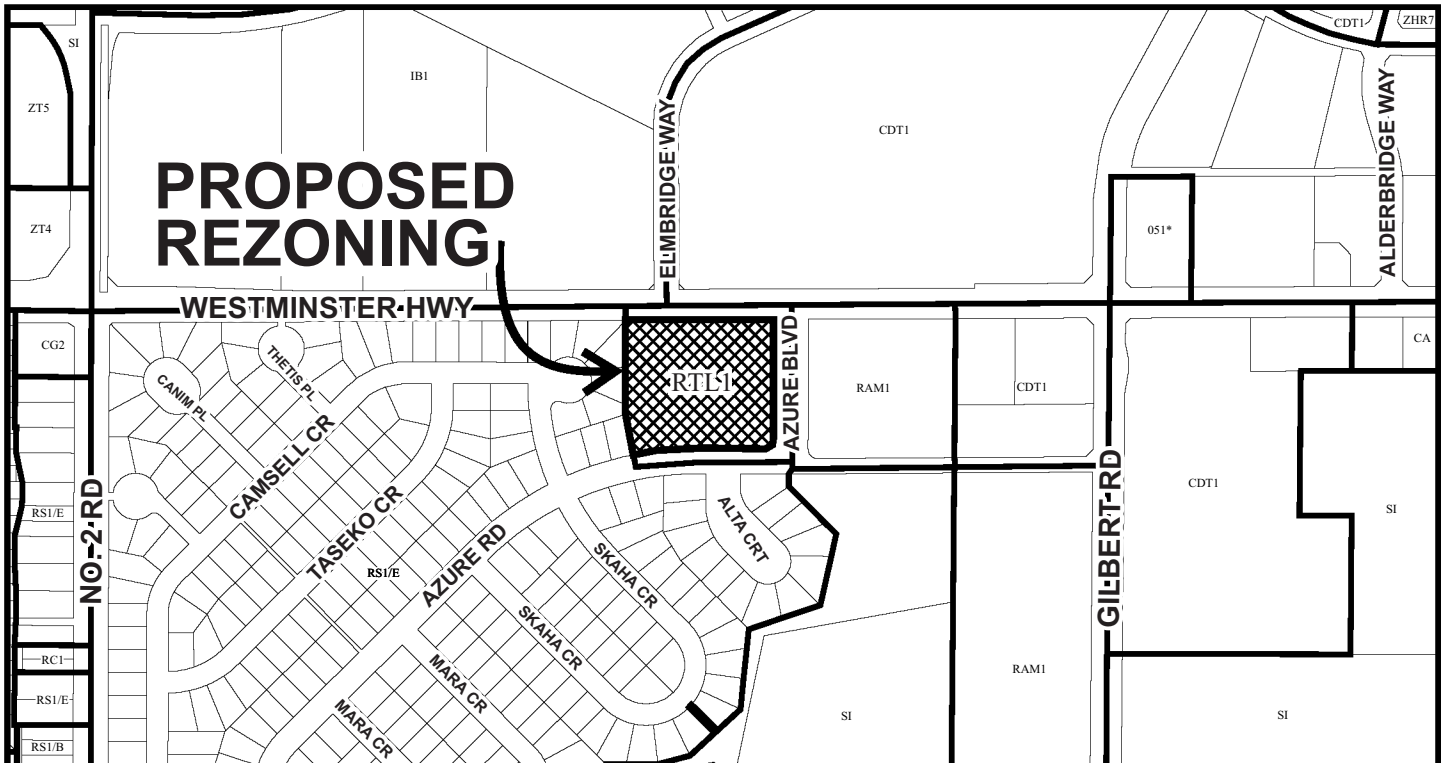 SI
CDT1
ZHR7
IB1
ZT5
ELMBRIDGE WAY
CDT1
ALDERBRIDGE WAY
PROPOSED
REZONING
ZT4
051*
WESTMINSTER HWY
CG2
THETIS PL
CANIM PL
AZURE BLVD
RTL1
RAM1
CDT1
CA
CAMSELL CR
TASEKO CR
AZURE RD
RS1/E
NO. 2 RD
RS1/E
ALTA CRT
SKAHA CR
SKAHA CR
GILBERT RD
CDT1
SI
MARA CR
MARA CR
RC1
RS1/E
RS1/B
RAM1
SI
SI